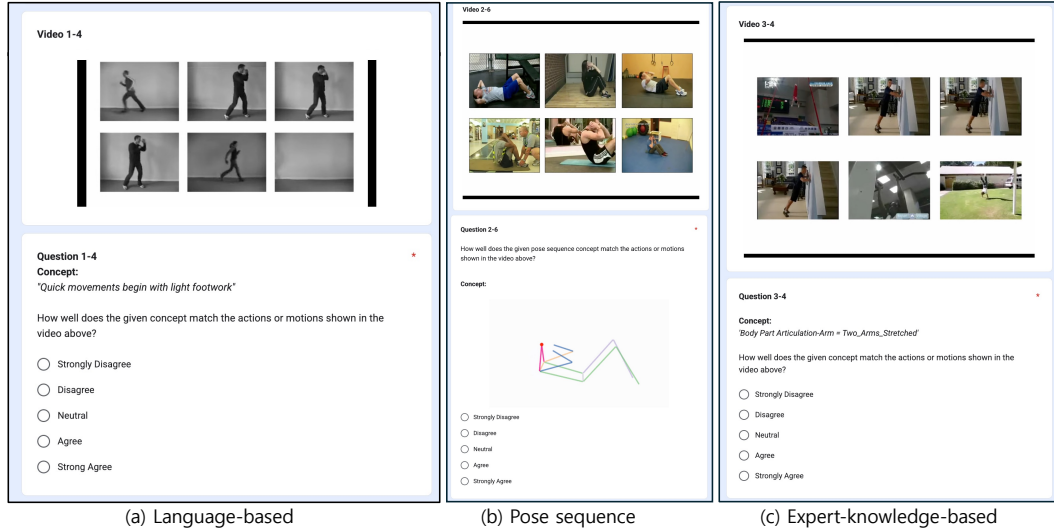 Video 1-4
Question 1-4
*
Concept:
"Quick movements begin with light footwork"
How well does the given concept match the actions or motions shown in the
video above?
Strongly Disagree
Disagree
Neutral
Agree
Strong Agree
(a) Language-based
Video 2-6
Question 2-6
*
How well does the given pose sequence concept match the actions or motions
shown in the video above?
Concept:
Strongly Disagree
Disagree
Neutral
Agree
Strongly Agree
(b) Pose sequence
Video 3-4
Question 3-4
*
Concept:
'Body Part Articulation-Arm = Two_Arms_Stretched'
How well does the given concept match the actions or motions shown in the
video above?
Strongly Disagree
Disagree
Neutral
Agree
Strongly Agree
(c) Expert-knowledge-based